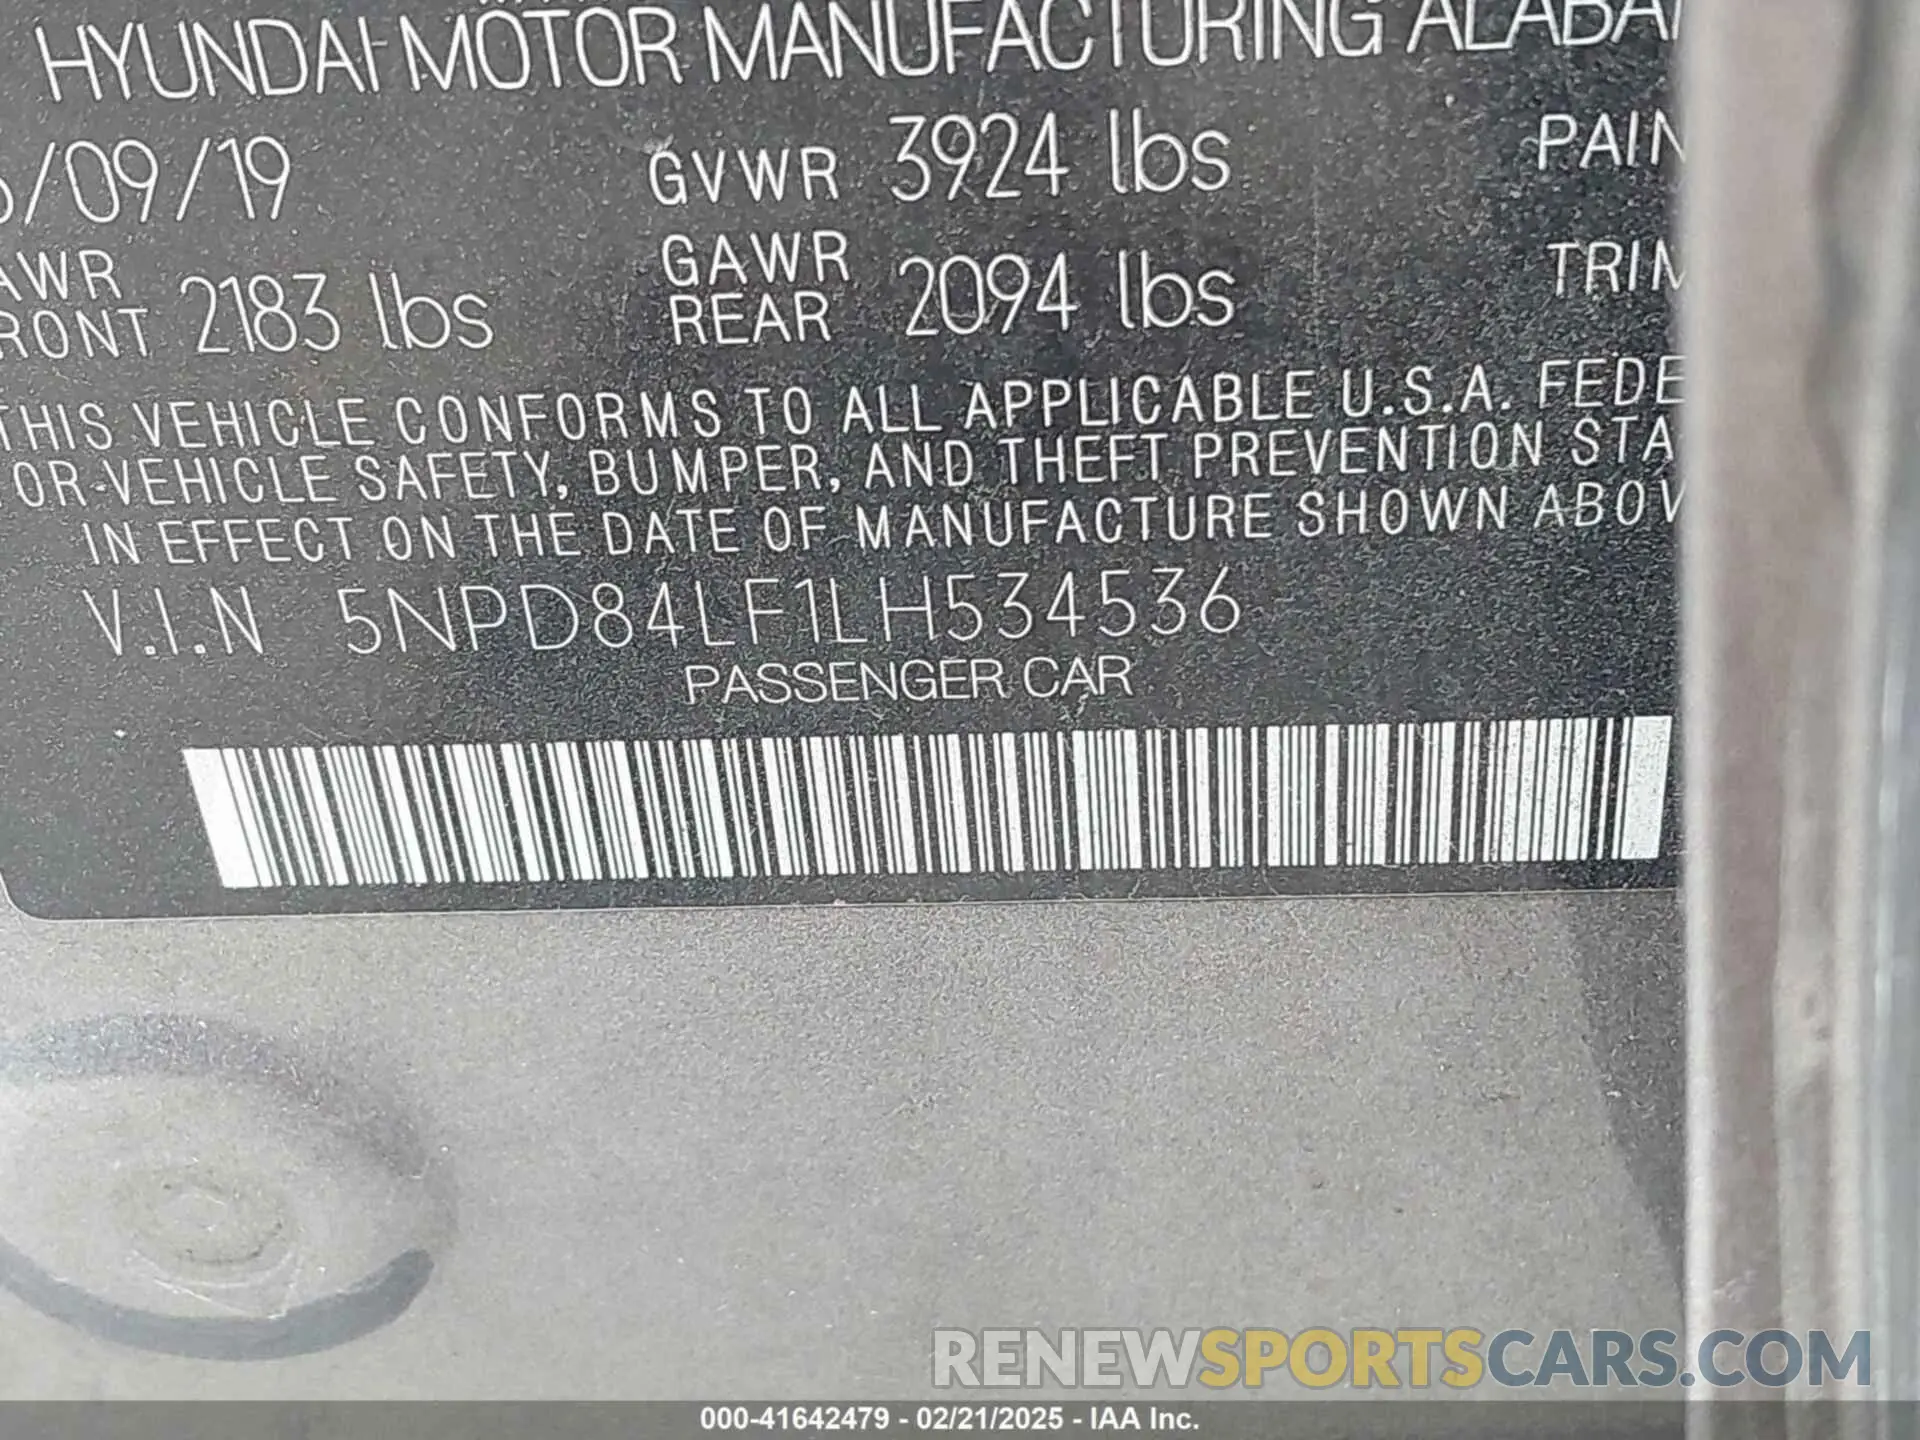 HYUNDAI MOTOR MANUFACTURING ALABA
/09/19 GVWR 3924 lbs PAIN
AWR FRONT 2183 lbs GAWR REAR 2094 lbs TRIM
THIS VEHICLE CONFORMS TO ALL APPLICABLE U.S.A. FEDE
OR-VEHICLE SAFETY, BUMPER, AND THEFT PREVENTION STA
IN EFFECT ON THE DATE OF MANUFACTURE SHOWN ABOV
V.I.N 5NPD84LF1LH534536
PASSENGER CAR
RENEWSPORTSCARS.COM
000-41642479 - 02/21/2025 - IAA Inc.